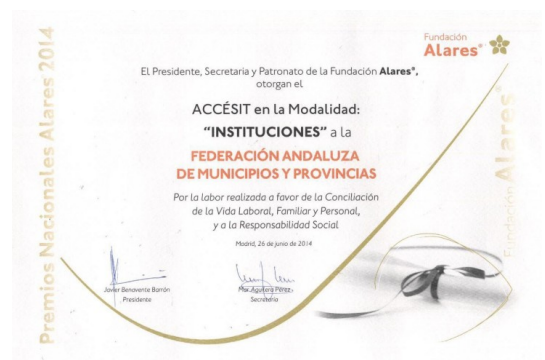 Premios Nacionales Alares 2014
Fundación
Alares®
El Presidente, Secretaria y Patronato de la Fundación Alares®,
otorgan el
ACCÉSIT en la Modalidad:
"INSTITUCIONES" a la
FEDERACIÓN ANDALUZA
DE MUNICIPIOS Y PROVINCIAS
Por la labor realizada a favor de la Conciliación
de la Vida Laboral, Familiar y Personal,
y a la Responsabilidad Social
Madrid, 26 de junio de 2014
Javier Benavente Barrón
Presidente
Mar Aguilera Pérez
Secretaria
Fundación Alares®